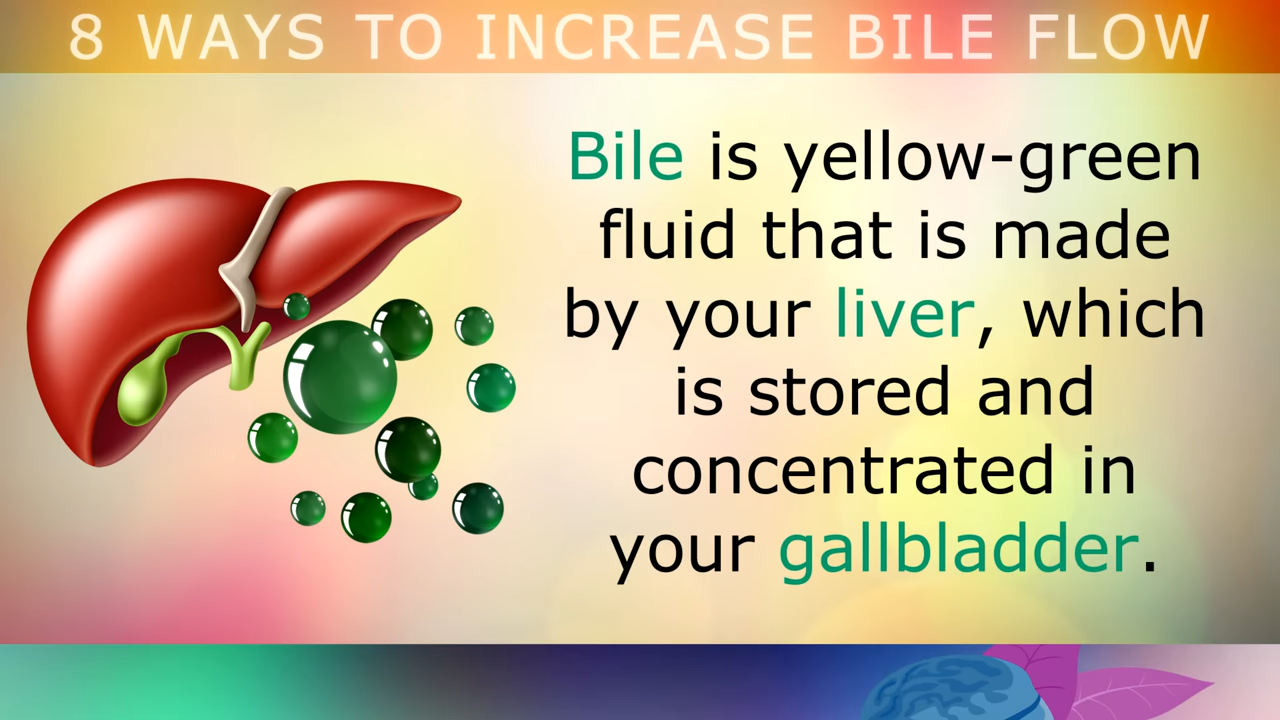 8 WAYS TO INCREASE BILE FLOW
Bile is yellow-green
fluid that is made
by your liver, which
is stored and
concentrated in
your gallbladder.